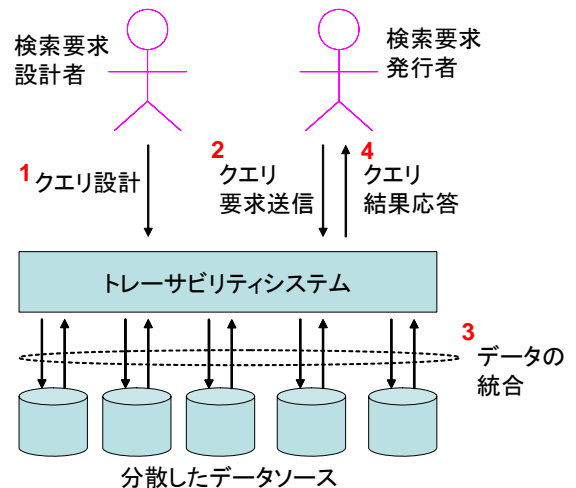 検索要求
設計者
検索要求
発行者
1
クエリ設計
2
クエリ
要求送信
4
クエリ
結果応答
トレーサビリティシステム
3
データの
統合
分散したデータソース